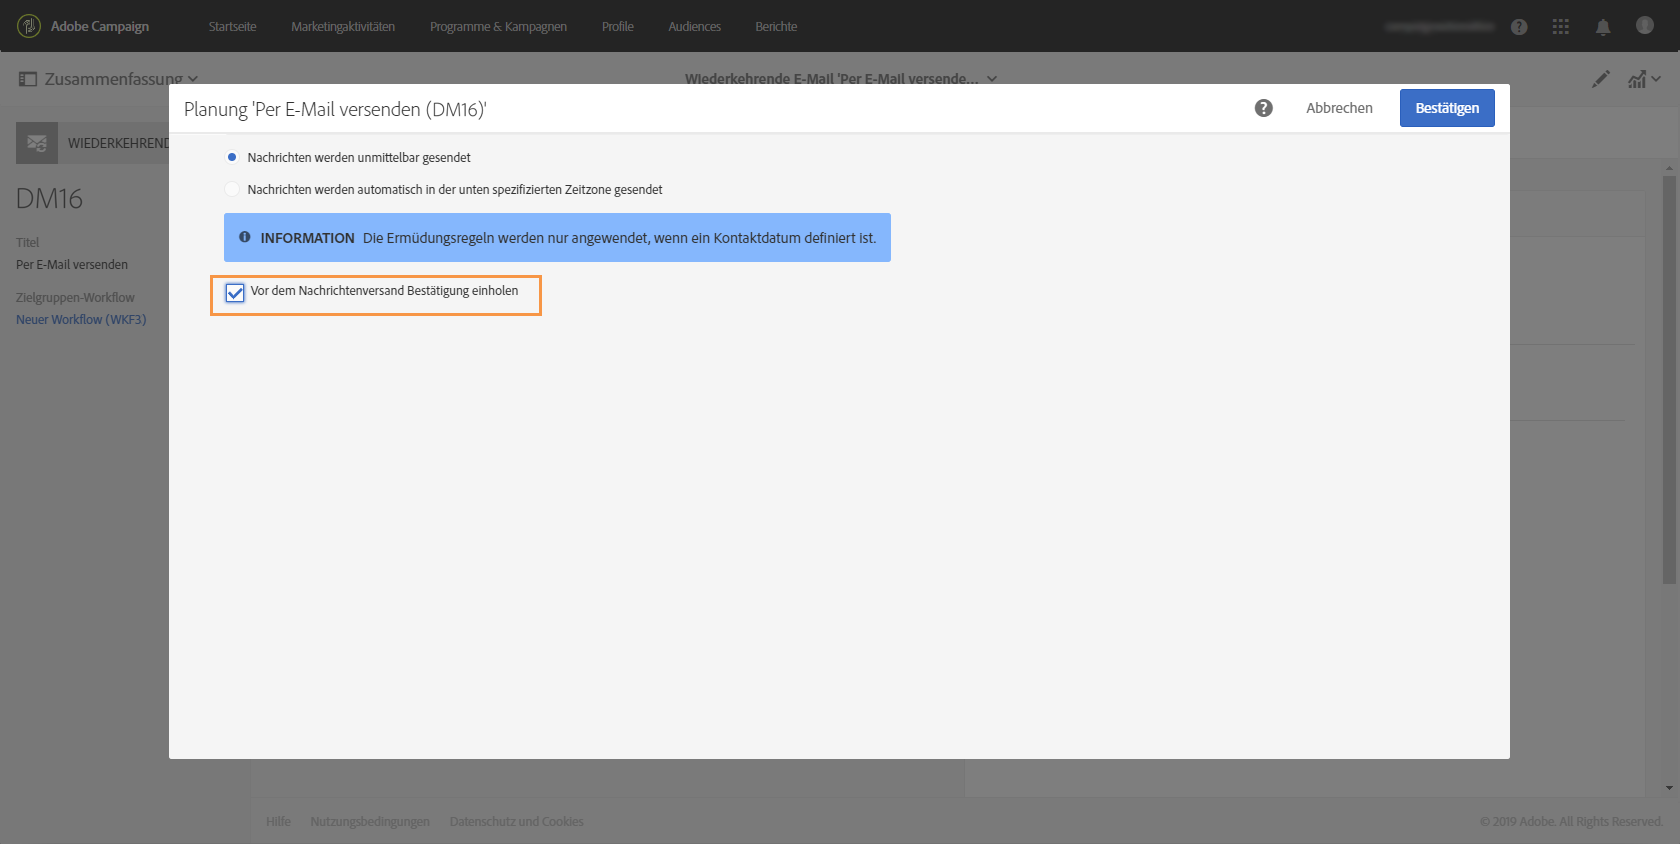 Adobe Campaign
Startseite
Marketingaktivitäten
Programme & Kampagnen
Profile
Audiences
Berichte
Zusammenfassung
Wiederkehrende E-Mail 'Per E-Mail versende...
Planung 'Per E-Mail versenden (DM16)'
Abbrechen
Bestätigen
WIEDERKEHREND
DM16
Titel
Per E-Mail versenden
Zielgruppen-Workflow
Neuer Workflow (WKF3)
Nachrichten werden unmittelbar gesendet
Nachrichten werden automatisch in der unten spezifizierten Zeitzone gesendet
INFORMATION Die Ermüdungsregeln werden nur angewendet, wenn ein Kontaktdatum definiert ist.
Vor dem Nachrichtenversand Bestätigung einholen
Hilfe
Nutzungsbedingungen
Datenschutz und Cookies
© 2019 Adobe. All Rights Reserved.